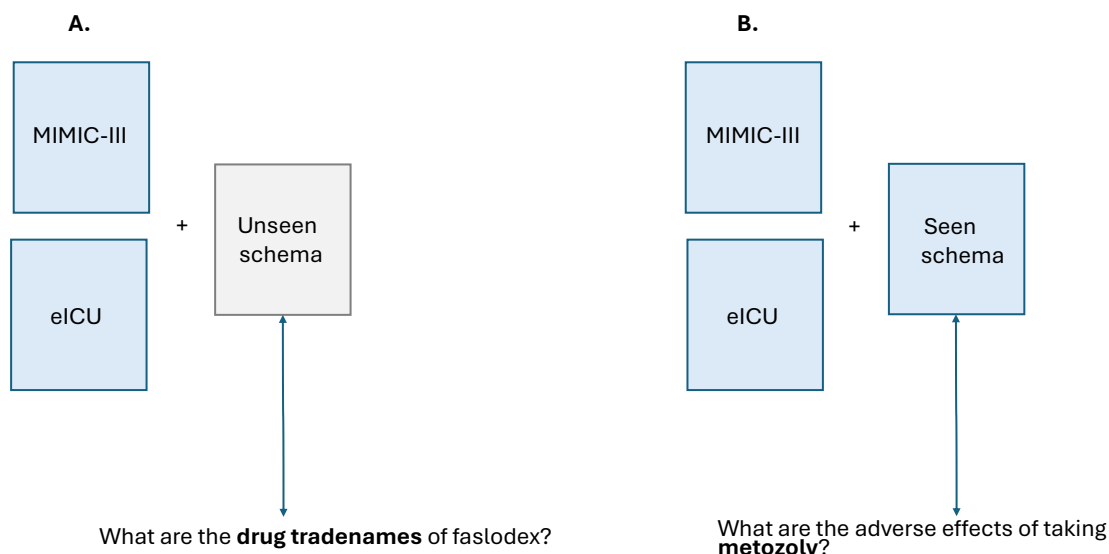 A.
MIMIC-III
+
Unseen
schema
eICU
What are the drug tradenames of faslodex?
B.
MIMIC-III
+
Seen
schema
eICU
What are the adverse effects of taking
metozolv?